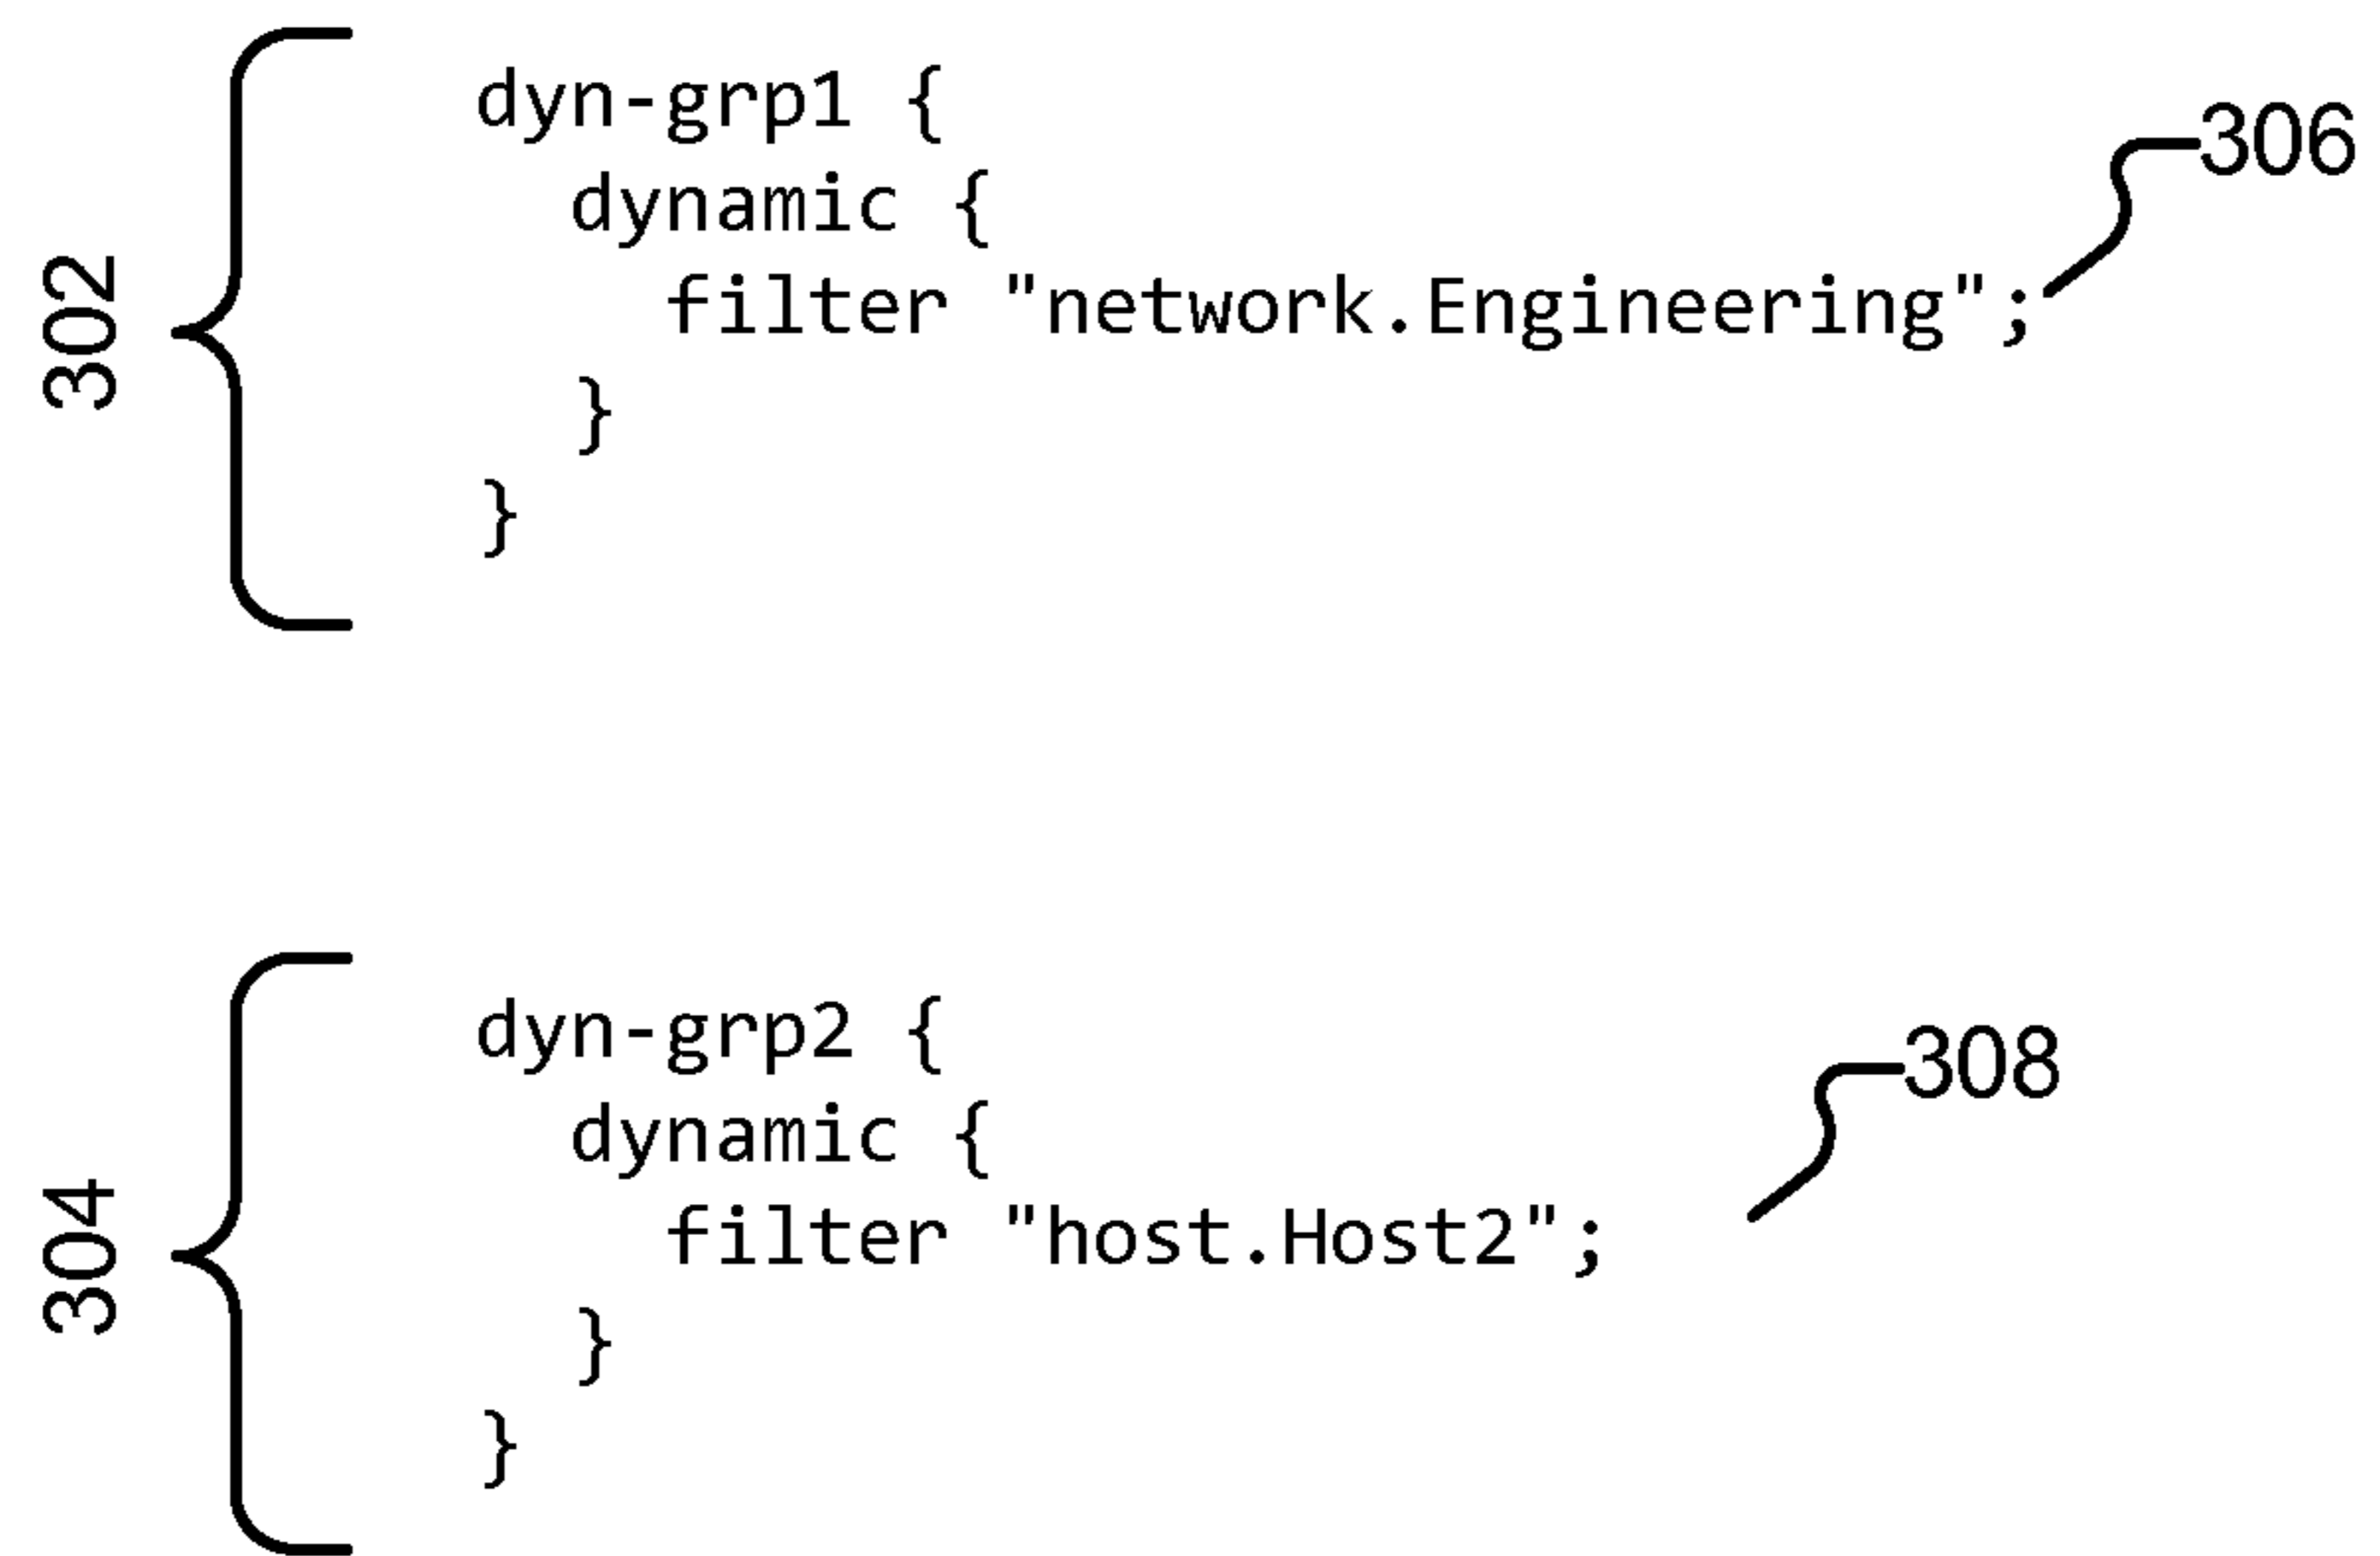 dyn-grp1 {
dynamic {
306
filter "network.Engineering";
302
}
}
dyn-grp2 {
dynamic {
308
filter "host.Host2";
304
}
}